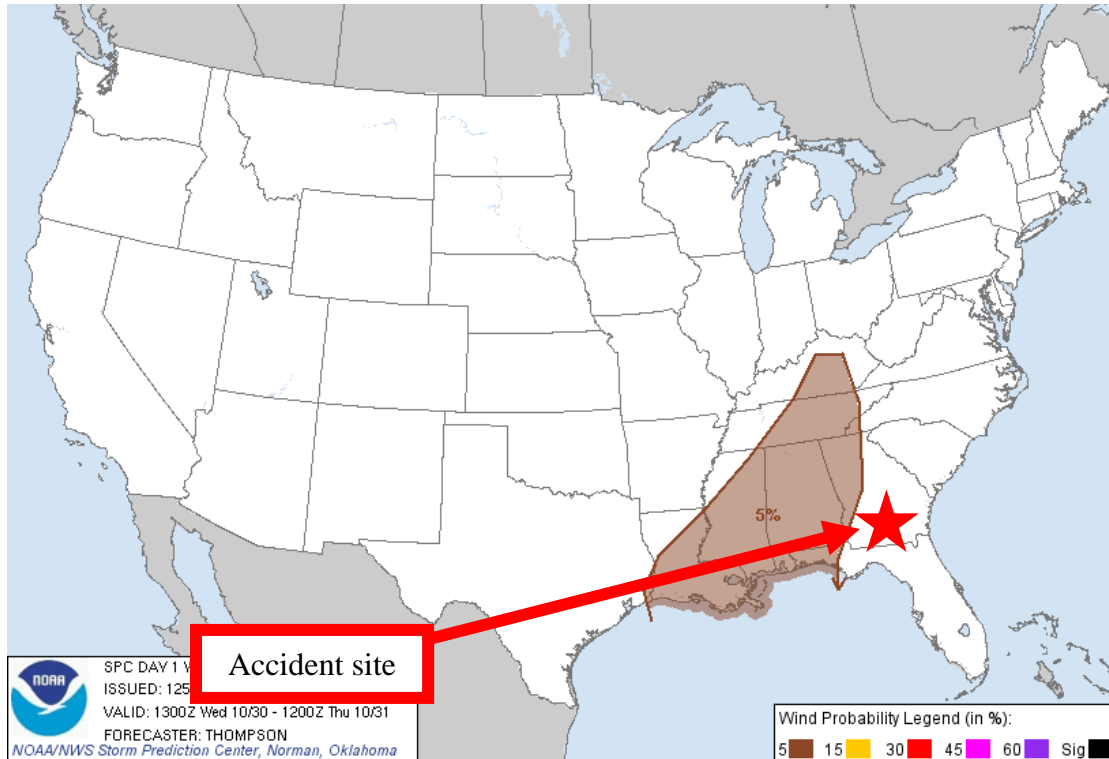 5%
Accident site
NOAA
SPC DAY 1
ISSUED: 125
VALID: 1300Z Wed 10/30 - 1200Z Thu 10/31
FORECASTER: THOMPSON
NOAA/NWS Storm Prediction Center, Norman, Oklahoma
Wind Probability Legend (in %):
5 15 30 45 60 Sig